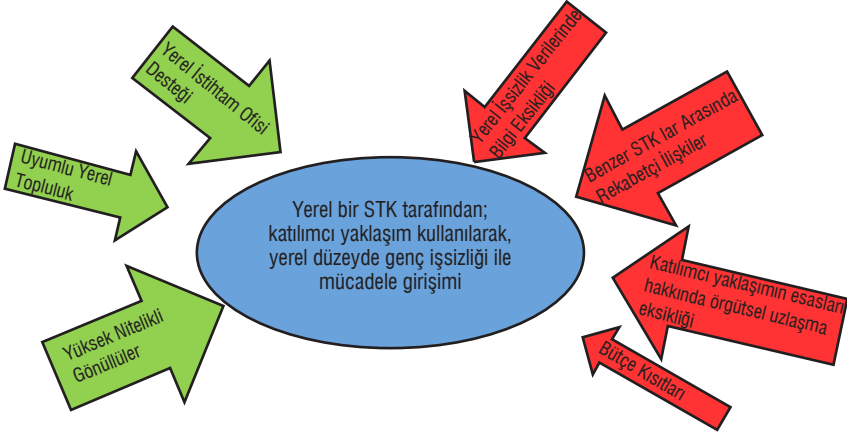 Yerel İstihtam Ofisi
Desteği
Uyumlu Yerel
Topluluk
Yüksek Nitelikli
Gönüllüler
Yerel bir STK tarafından;
katılımcı yaklaşım kullanılarak,
yerel düzeyde genç işsizliği ile
mücadele girişimi
Yerel İşsizlik Verilerinde
Bilgi Eksikliği
Benzer STK lar Arasında
Rekabetçi İlişkiler
Katılımcı yaklaşımın esasları
hakkında örgütsel uzlaşma
eksikliği
Bütçe Kısıtları